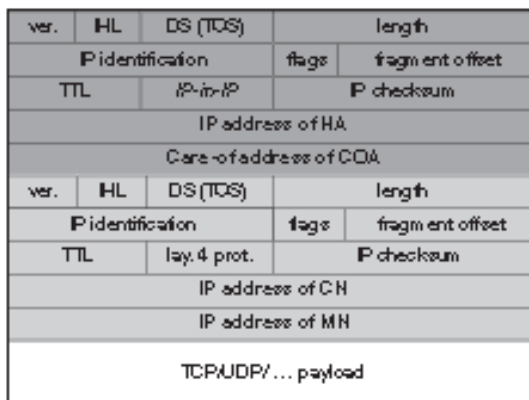 ver. IHL DS (TOS) length
IP identification flags fragment offset
TTL IP-in-IP IP checksum
IP address of HA
Care-of address of COA
ver. IHL DS (TOS) length
IP identification flags fragment offset
TTL lay. 4 prot. IP checksum
IP address of CN
IP address of MN
TCP/UDP/ ... payload